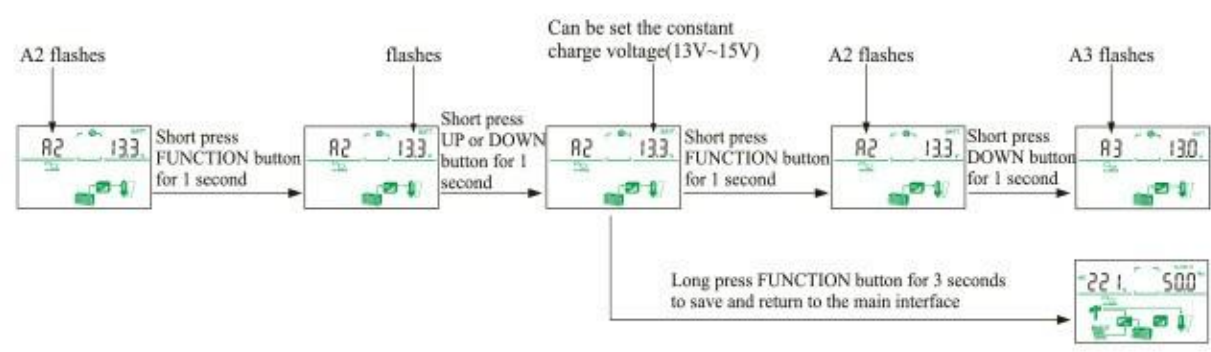 Can be set the constant
charge voltage(13V~15V)
A2 flashes
flashes
A2 flashes
A3 flashes
A2 13.3
Short press
FUNCTION button
for 1 second
A2 13.3
Short press
UP or DOWN
button for 1
second
A2 13.3
Short press
FUNCTION button
for 1 second
A2 13.3
Short press
DOWN button
for 1 second
A3 13.0
Long press FUNCTION button for 3 seconds
to save and return to the main interface
221. 50.0